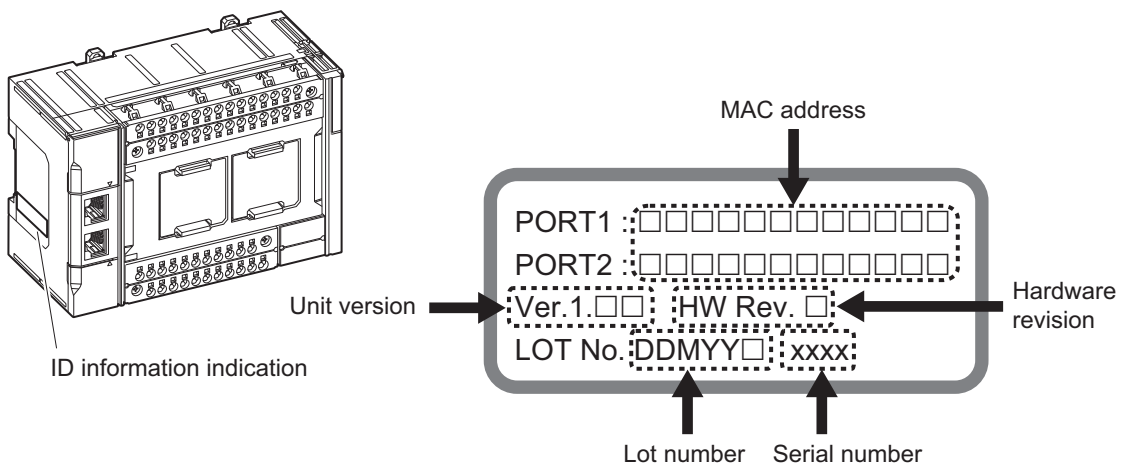 MAC address
PORT1 : □□□□□□□□□□□□
PORT2 : □□□□□□□□□□□□
Unit version
Ver.1.□□ HW Rev. □
Hardware
revision
LOT No. DDMYY□ xxxx
ID information indication
Lot number
Serial number